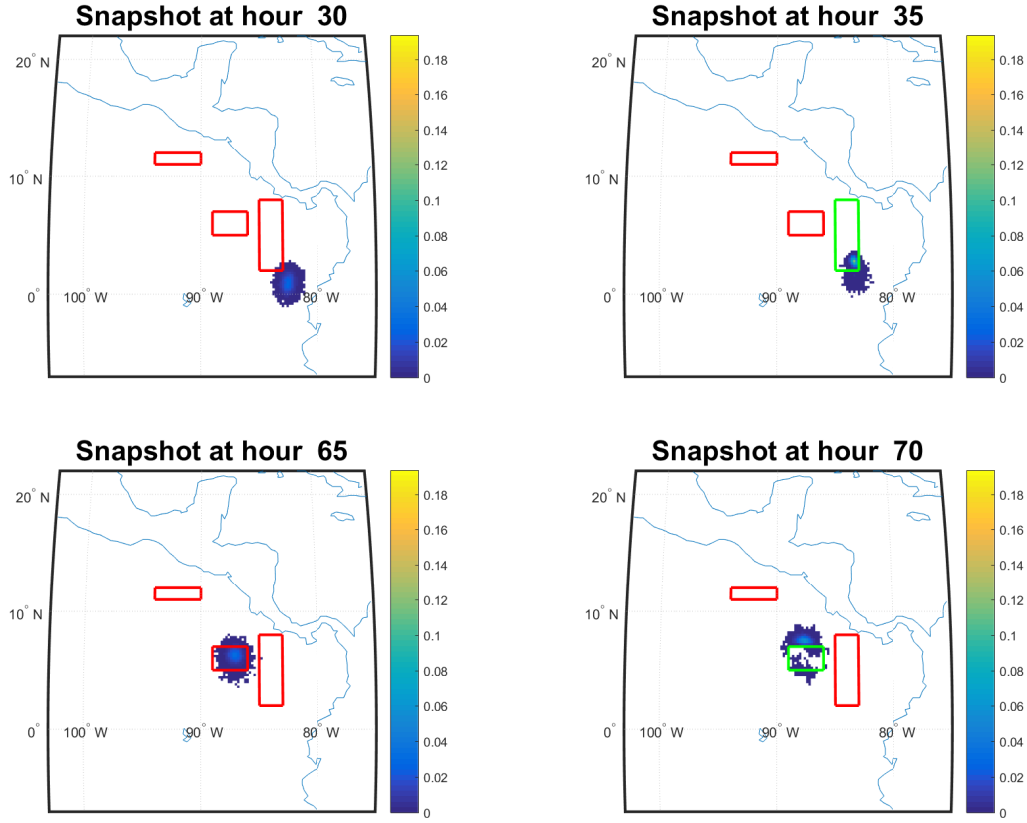 Snapshot at hour 30
20° N
10° N
0°
100° W
90° W
80° W
0.18
0.16
0.14
0.12
0.1
0.08
0.06
0.04
0.02
0
Snapshot at hour 35
20° N
10° N
0°
100° W
90° W
80° W
0.18
0.16
0.14
0.12
0.1
0.08
0.06
0.04
0.02
0
Snapshot at hour 65
20° N
10° N
0°
100° W
90° W
80° W
0.18
0.16
0.14
0.12
0.1
0.08
0.06
0.04
0.02
0
Snapshot at hour 70
20° N
10° N
0°
100° W
90° W
80° W
0.18
0.16
0.14
0.12
0.1
0.08
0.06
0.04
0.02
0